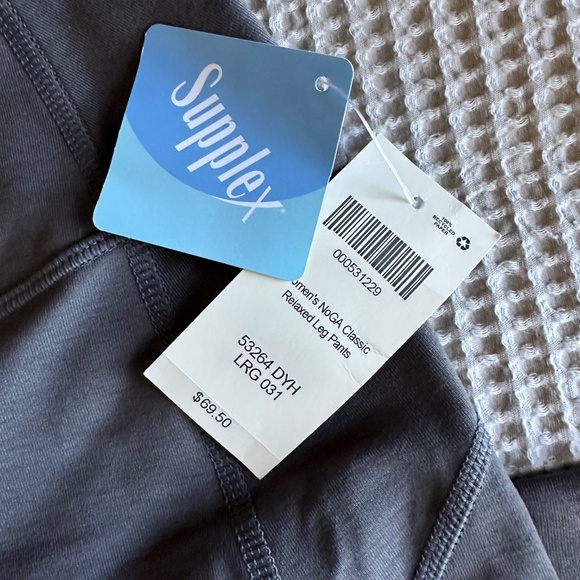 Supplex®
100%
RECYCLED
PAPER
000531229
omen's NoGA Classic
Relaxed Leg Pants
53264 DYH
LRG 031
$69.50